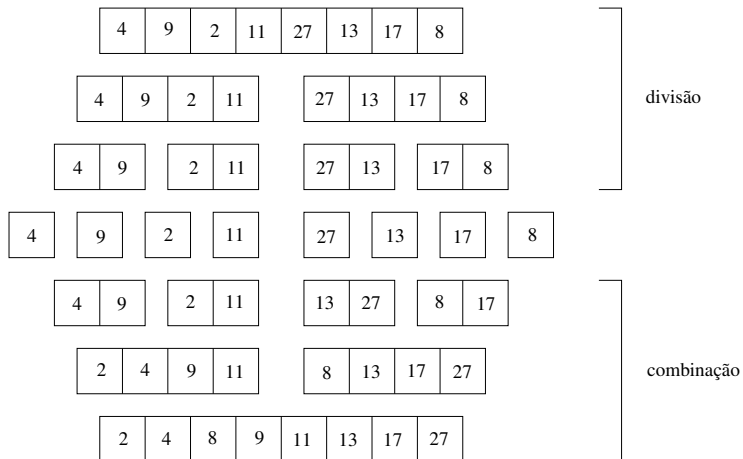 4 9 2 11 27 13 17 8
4 9 2 11 27 13 17 8
divisão
4 9 2 11 27 13 17 8
4 9 2 11 27 13 17 8
4 9 2 11 13 27 8 17
2 4 9 11 8 13 17 27
combinação
2 4 8 9 11 13 17 27